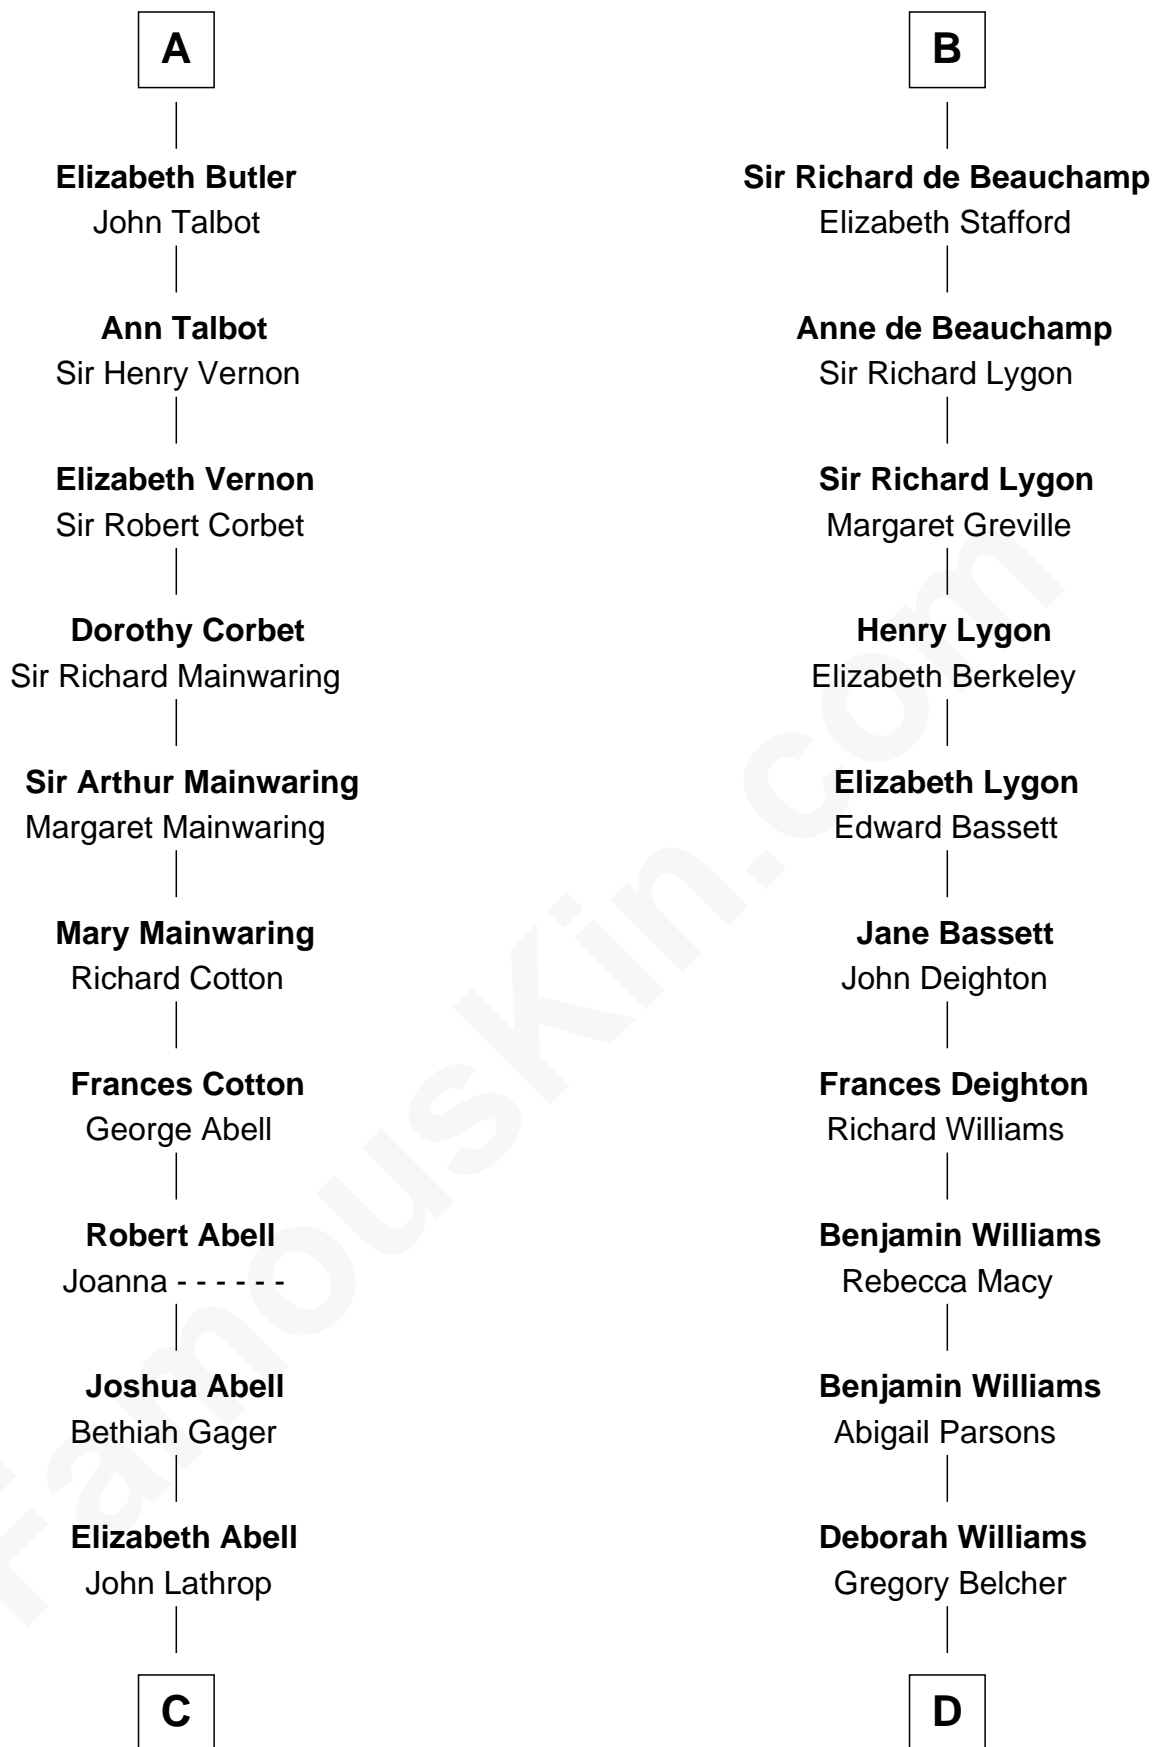 A
Elizabeth Butler
John Talbot
Ann Talbot
Sir Henry Vernon
Elizabeth Vernon
Sir Robert Corbet
Dorothy Corbet
Sir Richard Mainwaring
Sir Arthur Mainwaring
Margaret Mainwaring
Mary Mainwaring
Richard Cotton
Frances Cotton
George Abell
Robert Abell
Joanna - - - - - -
Joshua Abell
Bethiah Gager
Elizabeth Abell
John Lathrop
C
B
Sir Richard de Beauchamp
Elizabeth Stafford
Anne de Beauchamp
Sir Richard Lygon
Sir Richard Lygon
Margaret Greville
Henry Lygon
Elizabeth Berkeley
Elizabeth Lygon
Edward Bassett
Jane Bassett
John Deighton
Frances Deighton
Richard Williams
Benjamin Williams
Rebecca Macy
Benjamin Williams
Abigail Parsons
Deborah Williams
Gregory Belcher
D
FamousKin.com